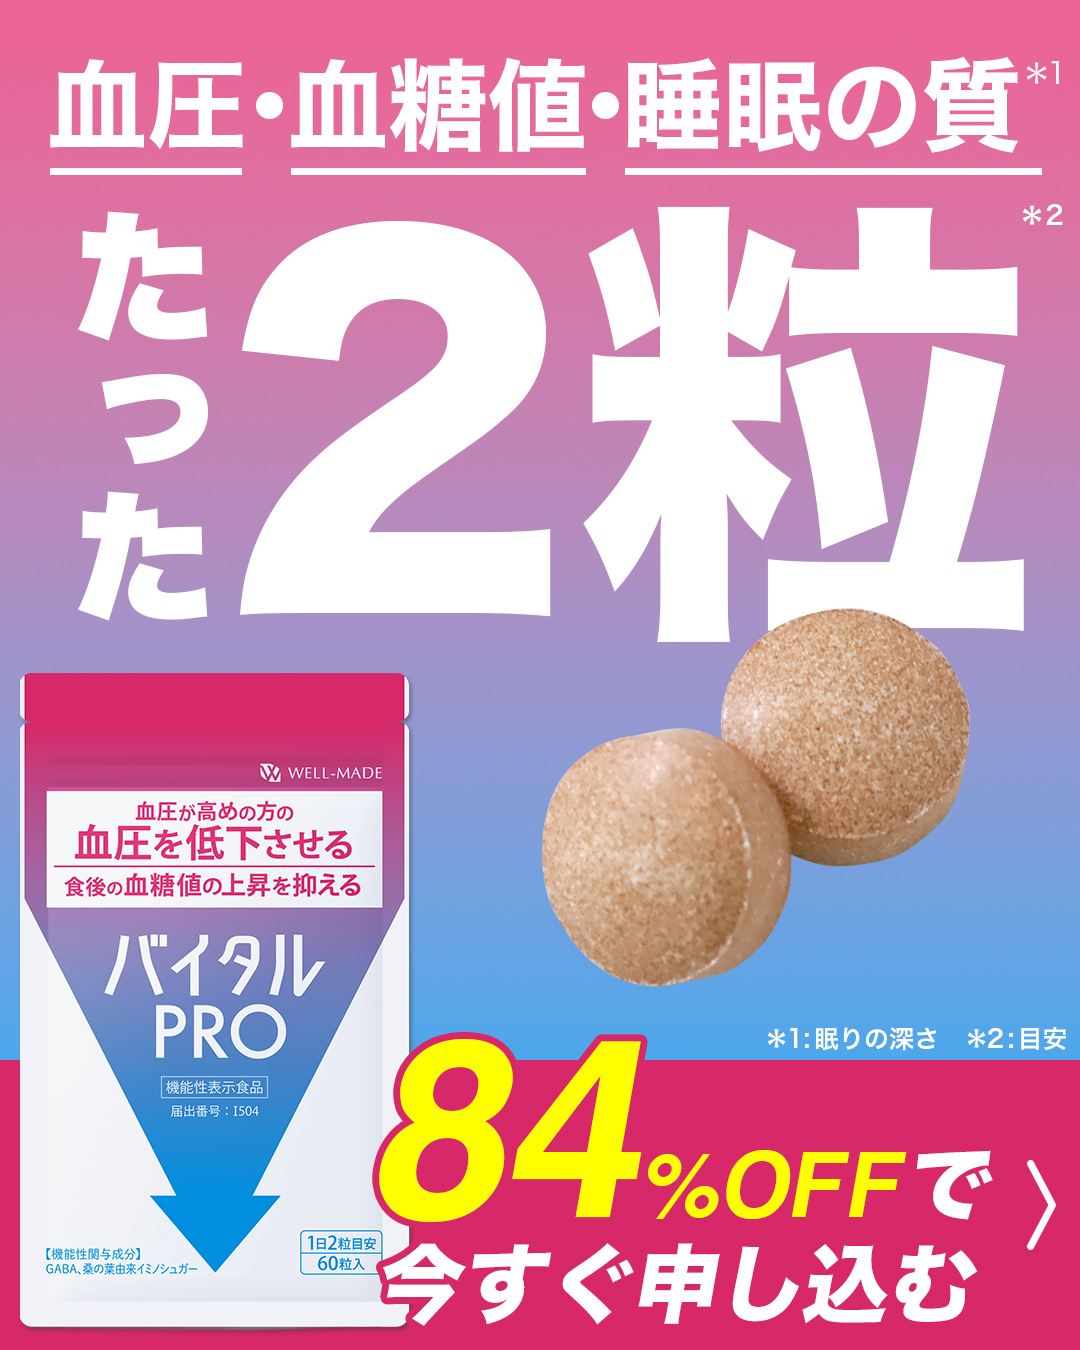 血圧・血糖値・睡眠の質＊1
たった2粒＊2
WELL-MADE
血圧が高めの方の
血圧を低下させる
食後の血糖値の上昇を抑える
バイタル
PRO
機能性表示食品
届出番号：I504
【機能性関与成分】
GABA、桑の葉由来イミノシュガー
1日2粒目安
60粒入
＊1：眠りの深さ　＊2：目安
84%OFFで
今すぐ申し込む